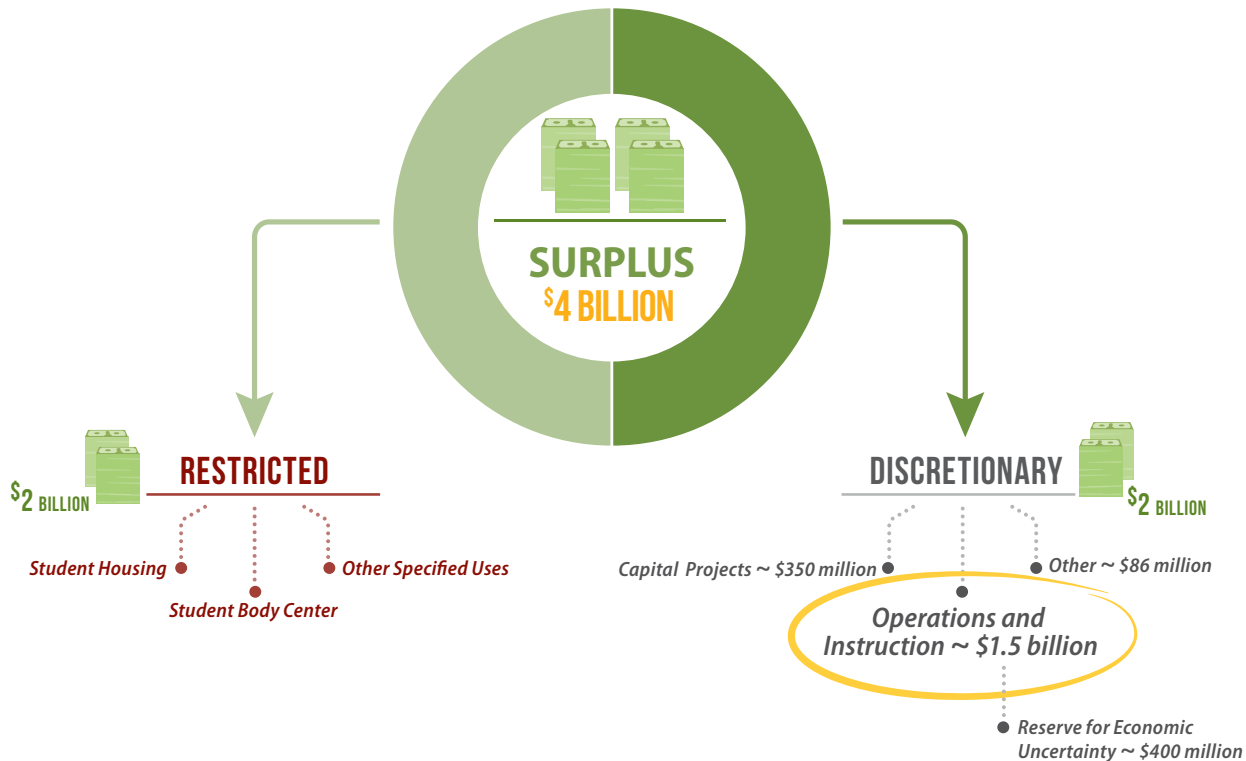 SURPLUS
$4 BILLION
RESTRICTED
$2 BILLION
Student Housing
Other Specified Uses
Student Body Center
DISCRETIONARY
$2 BILLION
Capital Projects ~ $350 million
Other ~ $86 million
Operations and
Instruction ~ $1.5 billion
Reserve for Economic
Uncertainty ~ $400 million